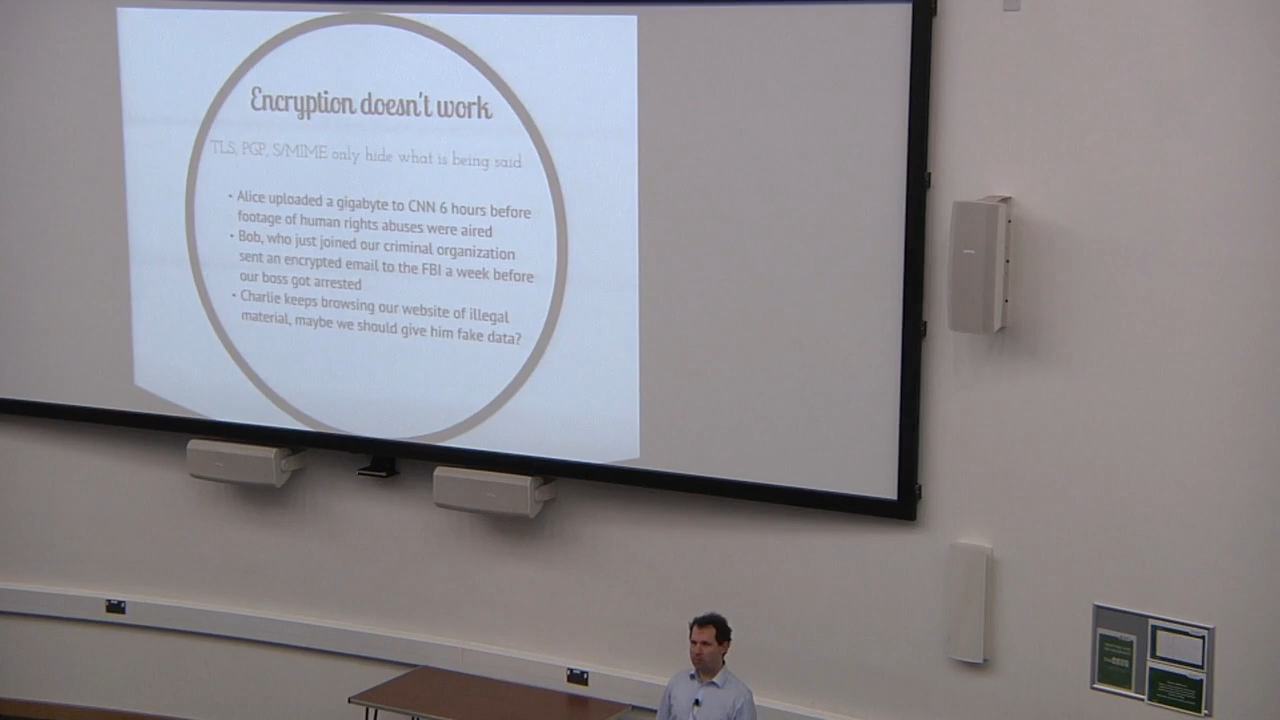 Encryption doesn't work
TLS, PGP, S/MIME only hide what is being said
• Alice uploaded a gigabyte to CNN 6 hours before
footage of human rights abuses were aired
• Bob, who just joined our criminal organization
sent an encrypted email to the FBI a week before
our boss got arrested
• Charlie keeps browsing our website of illegal
material, maybe we should give him fake data?